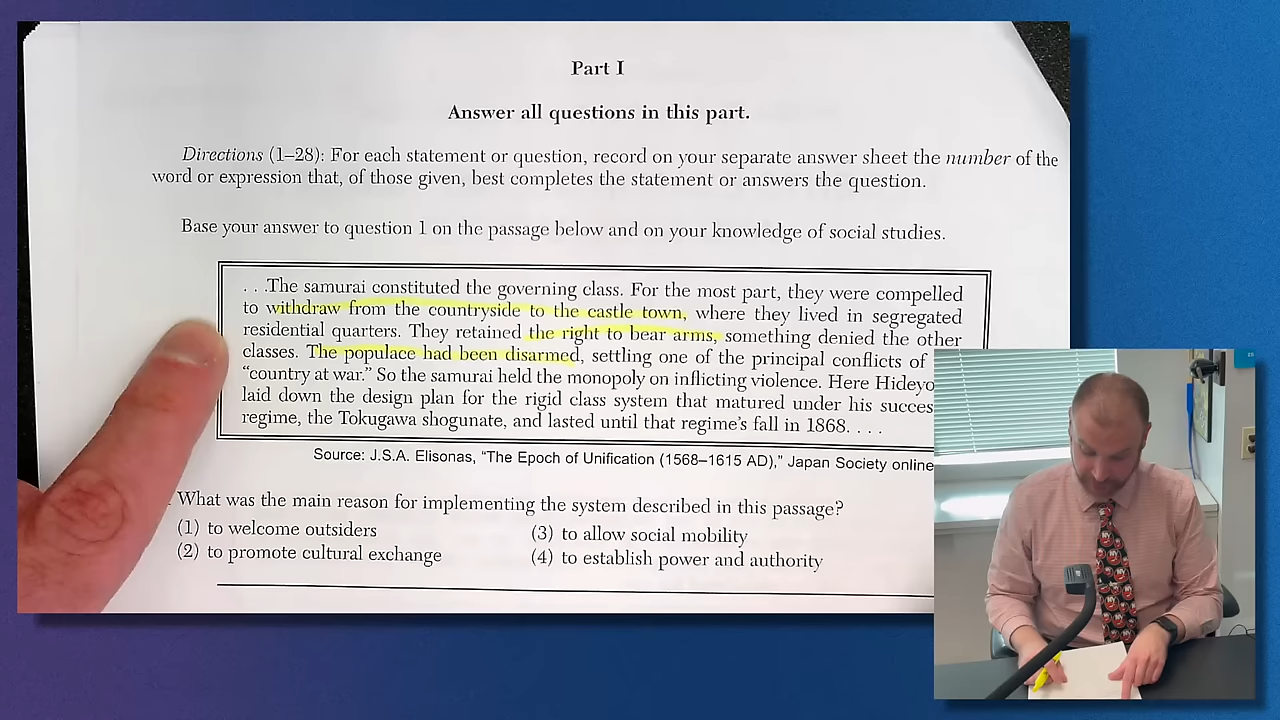 Part I
Answer all questions in this part.
Directions (1–28): For each statement or question, record on your separate answer sheet the number of the
word or expression that, of those given, best completes the statement or answers the question.
Base your answer to question 1 on the passage below and on your knowledge of social studies.
. . .The samurai constituted the governing class. For the most part, they were compelled
to withdraw from the countryside to the castle town, where they lived in segregated
residential quarters. They retained the right to bear arms, something denied the other
classes. The populace had been disarmed, settling one of the principal conflicts of
“country at war.” So the samurai held the monopoly on inflicting violence. Here Hideyo
laid down the design plan for the rigid class system that matured under his succes
regime, the Tokugawa shogunate, and lasted until that regime’s fall in 1868. . . .
Source: J.S.A. Elisonas, “The Epoch of Unification (1568–1615 AD),” Japan Society online
What was the main reason for implementing the system described in this passage?
(1) to welcome outsiders
(2) to promote cultural exchange
(3) to allow social mobility
(4) to establish power and authority